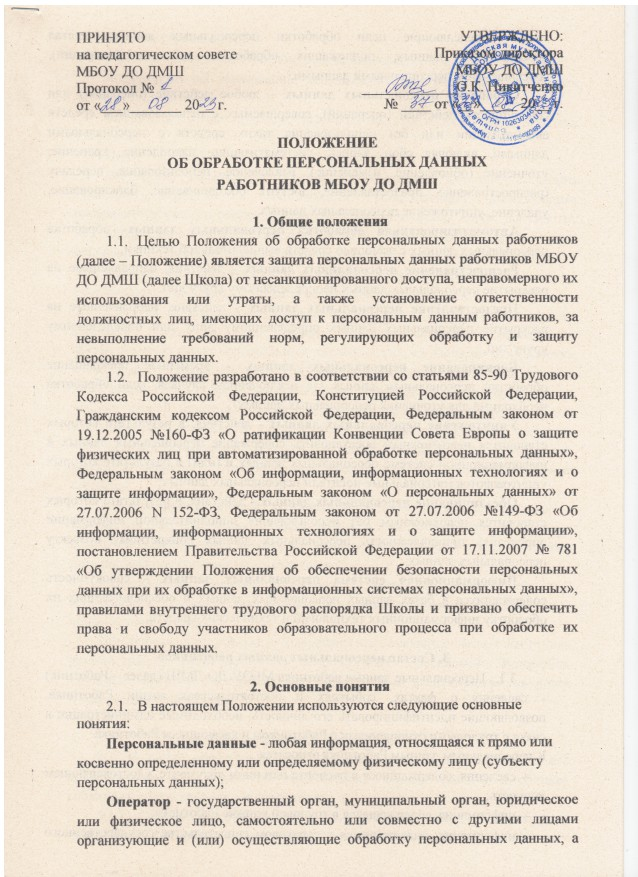 ПРИНЯТО
на педагогическом совете
МБОУ ДО ДМШ
Протокол № 1
от «28» 08 2023г.
УТВЕРЖДЕНО:
Приказом директора
МБОУ ДО ДМШ
С.К. Никитченко
№ 37 от « » 20 г.
ПОЛОЖЕНИЕ
ОБ ОБРАБОТКЕ ПЕРСОНАЛЬНЫХ ДАННЫХ
РАБОТНИКОВ МБОУ ДО ДМШ
1. Общие положения
1.1. Целью Положения об обработке персональных данных работников
(далее – Положение) является защита персональных данных работников МБОУ
ДО ДМШ (далее Школа) от несанкционированного доступа, неправомерного их
использования или утраты, а также установление ответственности
должностных лиц, имеющих доступ к персональным данным работников, за
невыполнение требований норм, регулирующих обработку и защиту
персональных данных.
1.2. Положение разработано в соответствии со статьями 85-90 Трудового
Кодекса Российской Федерации, Конституцией Российской Федерации,
Гражданским кодексом Российской Федерации, Федеральным законом от
19.12.2005 №160-ФЗ «О ратификации Конвенции Совета Европы о защите
физических лиц при автоматизированной обработке персональных данных»,
Федеральным законом «Об информации, информационных технологиях и о
защите информации», Федеральным законом «О персональных данных» от
27.07.2006 N 152-ФЗ, Федеральным законом от 27.07.2006 №149-ФЗ «Об
информации, информационных технологиях и о защите информации»,
постановлением Правительства Российской Федерации от 17.11.2007 № 781
«Об утверждении Положения об обеспечении безопасности персональных
данных при их обработке в информационных системах персональных данных»,
правилами внутреннего трудового распорядка Школы и призвано обеспечить
права и свободу участников образовательного процесса при обработке их
персональных данных.
2. Основные понятия
2.1. В настоящем Положении используются следующие основные
понятия:
Персональные данные - любая информация, относящаяся к прямо или
косвенно определенному или определяемому физическому лицу (субъекту
персональных данных);
Оператор - государственный орган, муниципальный орган, юридическое
или физическое лицо, самостоятельно или совместно с другими лицами
организующие и (или) осуществляющие обработку персональных данных, а